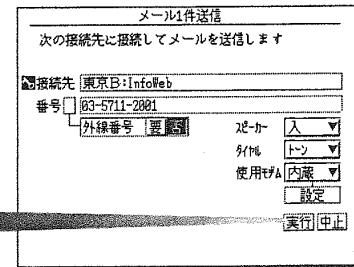 メール1件送信
次の接続先に接続してメールを送信します
接続先 東京B:InfoWeb
番号 03-5711-2001
外線番号 要 否
スピーカー 入 ▼
ダイヤル トーン ▼
使用モデム 内蔵 ▼
設定
実行 中止